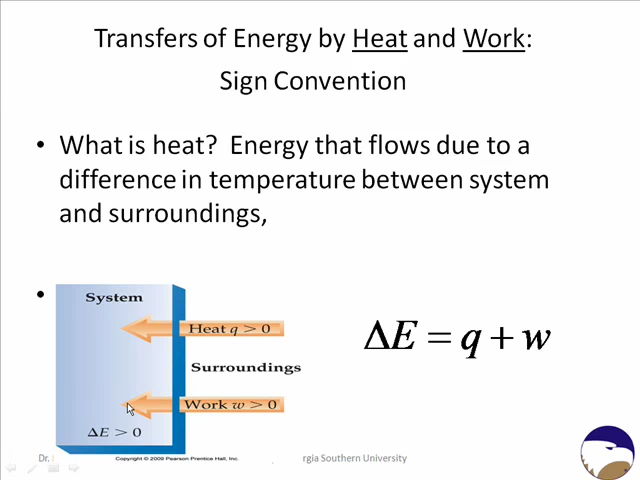 Transfers of Energy by Heat and Work:
Sign Convention
• What is heat? Energy that flows due to a
difference in temperature between system
and surroundings,
•
System
Heat q > 0
Surroundings
Work w > 0
ΔE > 0
ΔE = q + w
Dr.
Copyright © 2009 Pearson Prentice Hall, Inc.
rgia Southern University